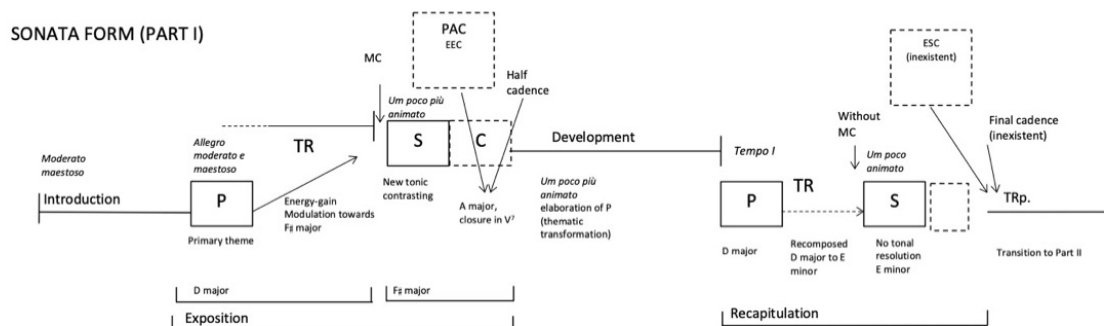 SONATA FORM (PART I)
MC
PAC
EEC
Half
cadence
ESC
(inexistent)
Without
MC
Final cadence
(inexistent)
Moderato
maestoso
Introduction
Allegro
moderato e
maestoso
P
Primary theme
TR
Energy-gain
Modulation towards
F♯ major
Um poco più
animato
S
C
New tonic
contrasting
A major,
closure in V⁷
Development
Um poco più
animato
elaboration of P
(thematic
transformation)
Tempo I
P
D major
TR
Recomposed
D major to E
minor
Um poco
animato
S
No tonal
resolution
E minor
TRp.
Transition to Part II
D major
F♯ major
Exposition
Recapitulation